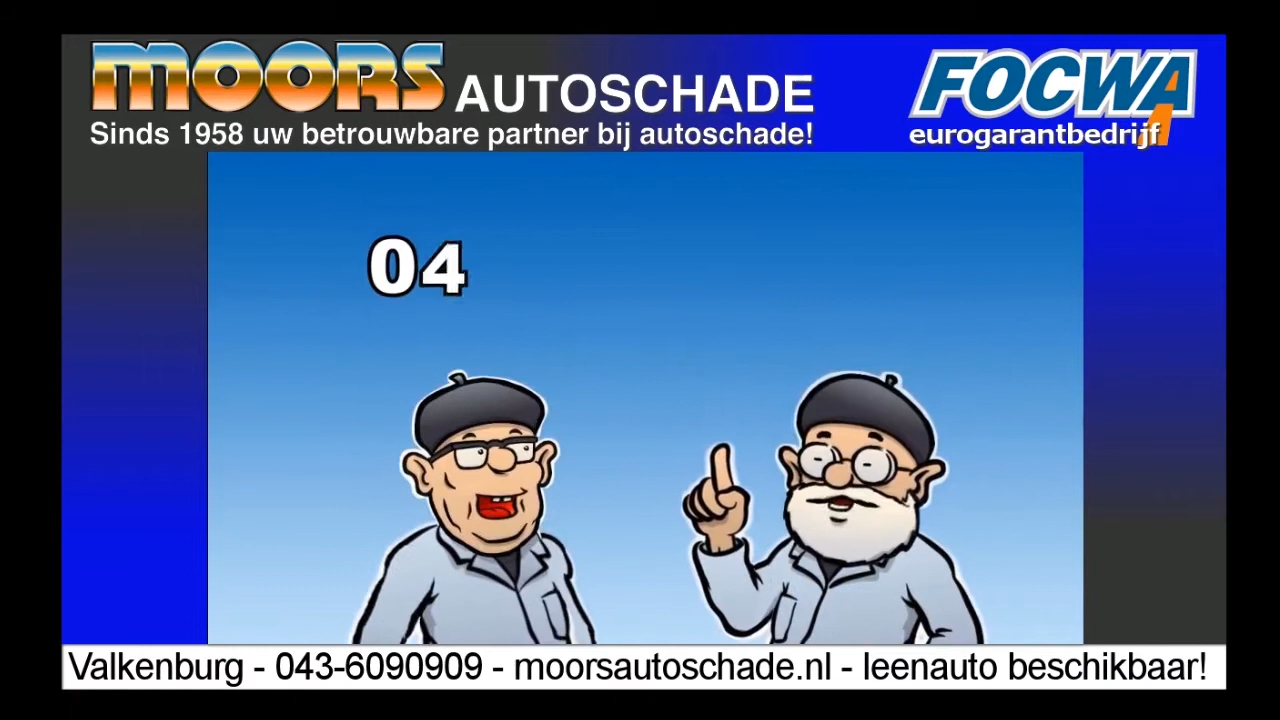 MOORS AUTOSCHADE
Sinds 1958 uw betrouwbare partner bij autoschade!
FOCWA
eurogarantbedrijf
04
Valkenburg - 043-6090909 - moorsautoschade.nl - leenauto beschikbaar!